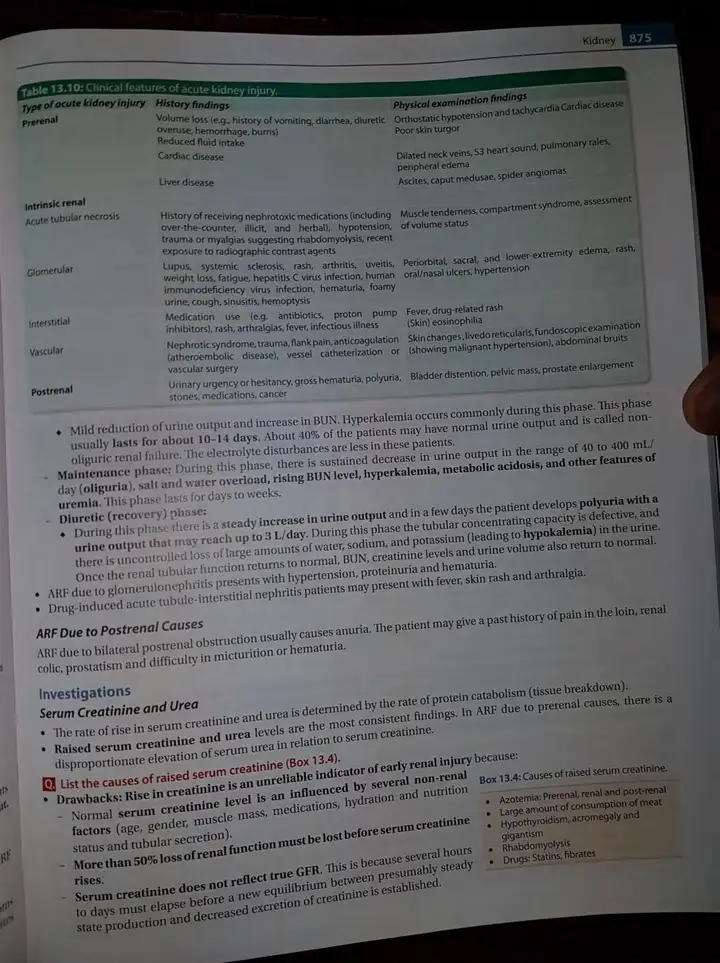 Kidney 875
Table 13.10: Clinical features of acute kidney injury.
Type of acute kidney injury History findings Physical examination findings
Prerenal Volume loss (e.g., history of vomiting, diarrhea, diuretic Orthostatic hypotension and tachycardia Cardiac disease
overuse, hemorrhage, burns) Poor skin turgor
Reduced fluid intake
Cardiac disease Dilated neck veins, S3 heart sound, pulmonary rales,
peripheral edema
Liver disease Ascites, caput medusae, spider angiomas
Intrinsic renal
Acute tubular necrosis History of receiving nephrotoxic medications (including Muscle tenderness, compartment syndrome, assessment
over-the-counter, illicit, and herbal), hypotension, of volume status
trauma or myalgias suggesting rhabdomyolysis, recent
exposure to radiographic contrast agents
Glomerular Lupus, systemic sclerosis, rash, arthritis, uveitis, Periorbital, sacral, and lower-extremity edema, rash,
weight loss, fatigue, hepatitis C virus infection, human oral/nasal ulcers, hypertension
immunodeficiency virus infection, hematuria, foamy
urine, cough, sinusitis, hemoptysis
Interstitial Medication use (e.g. antibiotics, proton pump Fever, drug-related rash
inhibitors), rash, arthralgias, fever, infectious illness (Skin) eosinophilia
Vascular Nephrotic syndrome, trauma, flank pain, anticoagulation Skin changes, livedo reticularis, fundoscopic examination
(atheroembolic disease), vessel catheterization or (showing malignant hypertension), abdominal bruits
vascular surgery
Postrenal Urinary urgency or hesitancy, gross hematuria, polyuria, Bladder distention, pelvic mass, prostate enlargement
stones, medications, cancer
• Mild reduction of urine output and increase in BUN. Hyperkalemia occurs commonly during this phase. This phase
usually lasts for about 10–14 days. About 40% of the patients may have normal urine output and is called non-
oliguric renal failure. The electrolyte disturbances are less in these patients.
- Maintenance phase: During this phase, there is sustained decrease in urine output in the range of 40 to 400 mL/
day (oliguria), salt and water overload, rising BUN level, hyperkalemia, metabolic acidosis, and other features of
uremia. This phase lasts for days to weeks.
- Diuretic (recovery) phase:
• During this phase there is a steady increase in urine output and in a few days the patient develops polyuria with a
urine output that may reach up to 3 L/day. During this phase the tubular concentrating capacity is defective, and
there is uncontrolled loss of large amounts of water, sodium, and potassium (leading to hypokalemia) in the urine.
Once the renal tubular function returns to normal, BUN, creatinine levels and urine volume also return to normal.
• ARF due to glomerulonephritis presents with hypertension, proteinuria and hematuria.
• Drug-induced acute tubule-interstitial nephritis patients may present with fever, skin rash and arthralgia.
ARF Due to Postrenal Causes
ARF due to bilateral postrenal obstruction usually causes anuria. The patient may give a past history of pain in the loin, renal
colic, prostatism and difficulty in micturition or hematuria.
Investigations
Serum Creatinine and Urea
• The rate of rise in serum creatinine and urea is determined by the rate of protein catabolism (tissue breakdown).
• Raised serum creatinine and urea levels are the most consistent findings. In ARF due to prerenal causes, there is a
disproportionate elevation of serum urea in relation to serum creatinine.
Q. List the causes of raised serum creatinine (Box 13.4).
• Drawbacks: Rise in creatinine is an unreliable indicator of early renal injury because:
- Normal serum creatinine level is an influenced by several non-renal
factors (age, gender, muscle mass, medications, hydration and nutrition
status and tubular secretion).
- More than 50% loss of renal function must be lost before serum creatinine
rises.
- Serum creatinine does not reflect true GFR. This is because several hours
to days must elapse before a new equilibrium between presumably steady
state production and decreased excretion of creatinine is established.
Box 13.4: Causes of raised serum creatinine.
• Azotemia: Prerenal, renal and post-renal
• Large amount of consumption of meat
• Hypothyroidism, acromegaly and
gigantism
• Rhabdomyolysis
• Drugs: Statins, fibrates